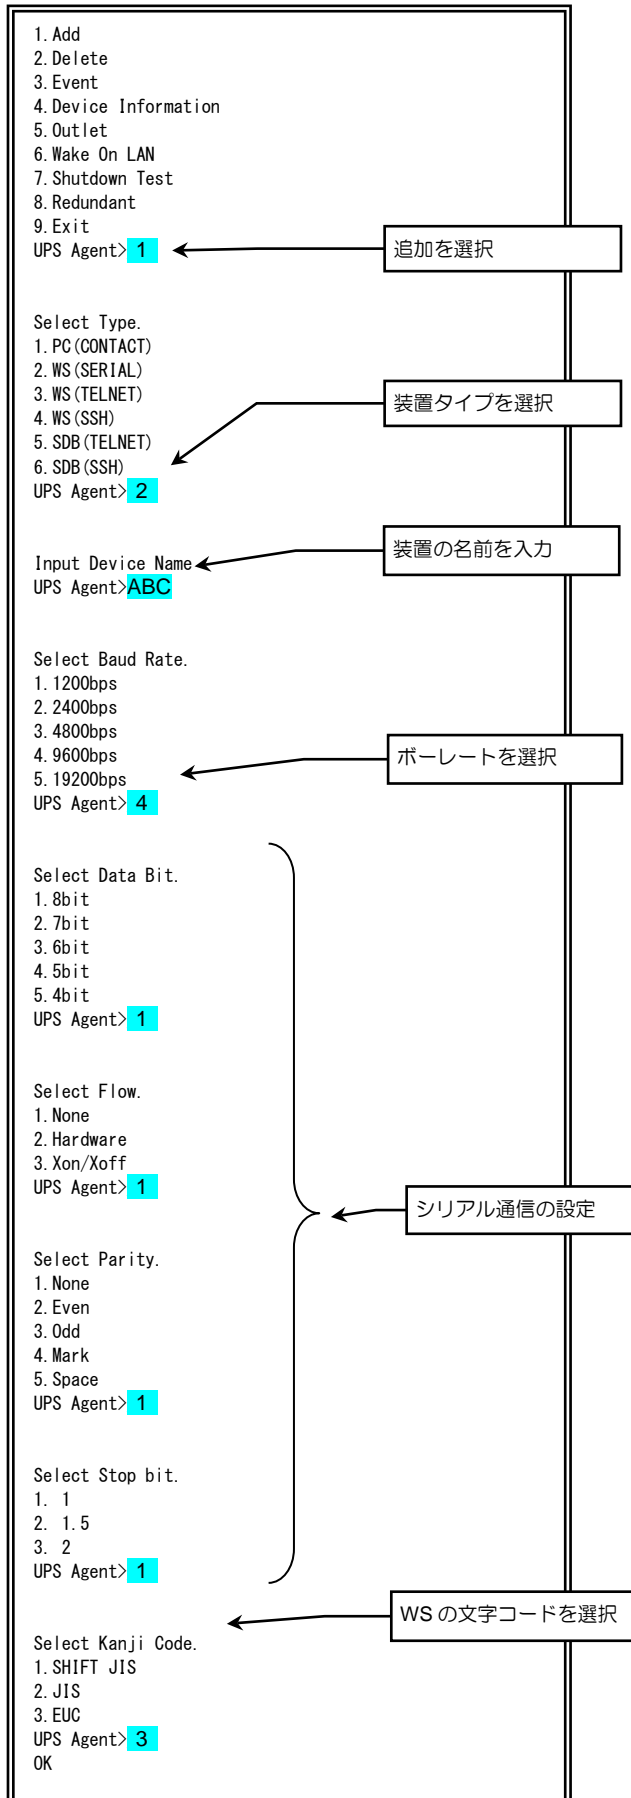 1.Add
2.Delete
3.Event
4.Device Information
5.Outlet
6.Wake On LAN
7.Shutdown Test
8.Redundant
9.Exit
UPS Agent> 1
追加を選択
Select Type.
1.PC(CONTACT)
2.WS(SERIAL)
3.WS(TELNET)
4.WS(SSH)
5.SDB(TELNET)
6.SDB(SSH)
UPS Agent> 2
装置タイプを選択
Input Device Name
UPS Agent>ABC
装置の名前を入力
Select Baud Rate.
1.1200bps
2.2400bps
3.4800bps
4.9600bps
5.19200bps
UPS Agent> 4
ボーレートを選択
Select Data Bit.
1.8bit
2.7bit
3.6bit
4.5bit
5.4bit
UPS Agent> 1
Select Flow.
1.None
2.Hardware
3.Xon/Xoff
UPS Agent> 1
シリアル通信の設定
Select Parity.
1.None
2.Even
3.Odd
4.Mark
5.Space
UPS Agent> 1
Select Stop bit.
1. 1
2. 1.5
3. 2
UPS Agent> 1
WS の文字コードを選択
Select Kanji Code.
1.SHIFT JIS
2.JIS
3.EUC
UPS Agent> 3
OK